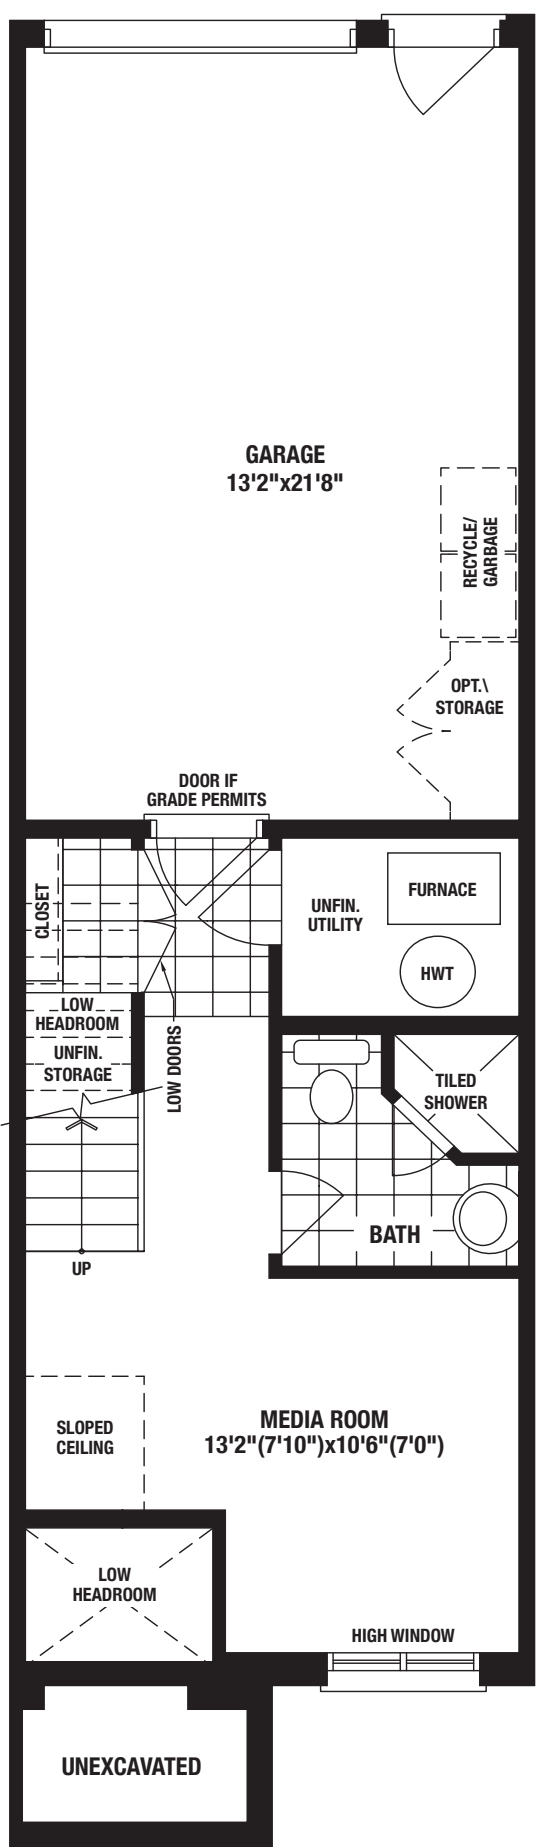 GARAGE
13'2"x21'8"
RECYCLE/
GARBAGE
OPT.\
STORAGE
DOOR IF
GRADE PERMITS
CLOSET
UNFIN.
UTILITY
FURNACE
HWT
LOW
HEADROOM
UNFIN.
STORAGE
LOW DOORS
TILED
SHOWER
BATH
UP
SLOPED
CEILING
MEDIA ROOM
13'2"(7'10")x10'6"(7'0")
LOW
HEADROOM
HIGH WINDOW
UNEXCAVATED